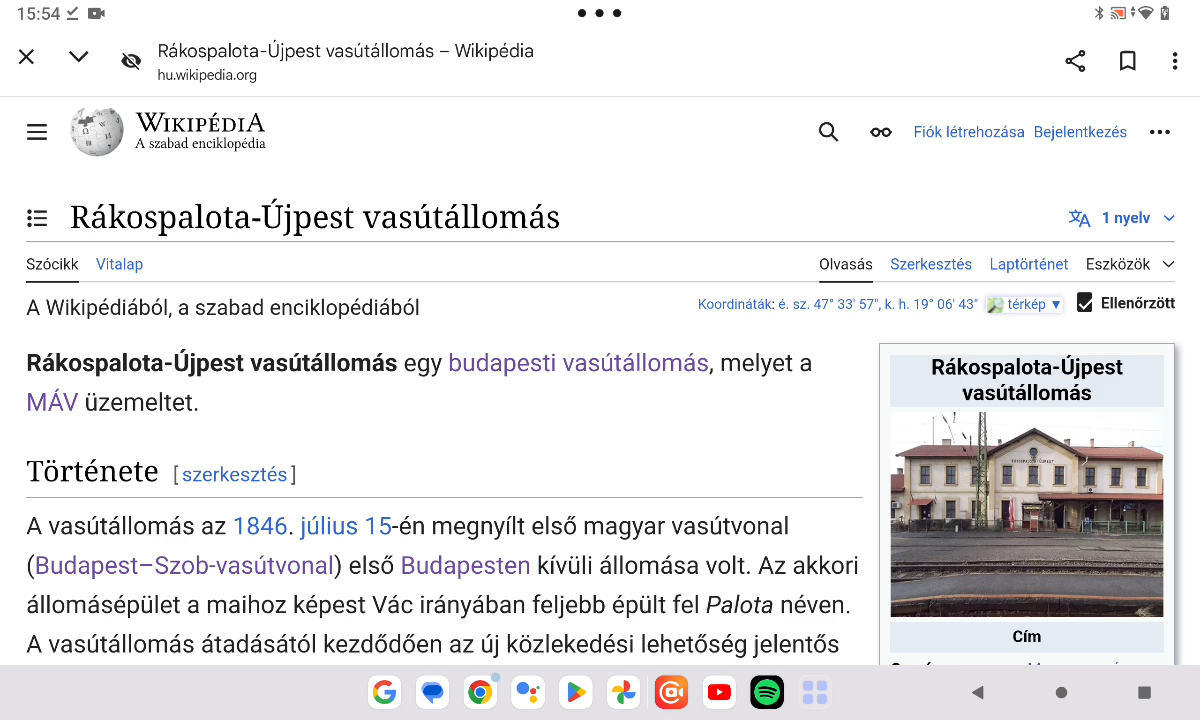 15:54
Rákospalota-Újpest vasútállomás – Wikipédia
hu.wikipedia.org
WIKIPÉDIA
A szabad enciklopédia
Fiók létrehozása Bejelentkezés
Rákospalota-Újpest vasútállomás
1 nyelv
Szócikk Vitalap Olvasás Szerkesztés Laptörténet Eszközök
A Wikipédiából, a szabad enciklopédiából
Koordináták: é. sz. 47° 33′ 57″, k. h. 19° 06′ 43″ térkép ▼ Ellenőrzött
Rákospalota-Újpest vasútállomás egy budapesti vasútállomás, melyet a
MÁV üzemeltet.
Története [szerkesztés]
A vasútállomás az 1846. július 15-én megnyílt első magyar vasútvonal
(Budapest–Szob-vasútvonal) első Budapesten kívüli állomása volt. Az akkori
állomásépület a maihoz képest Vác irányában feljebb épült fel Palota néven.
A vasútállomás átadásától kezdődően az új közlekedési lehetőség jelentős
Rákospalota-Újpest
vasútállomás
Cím